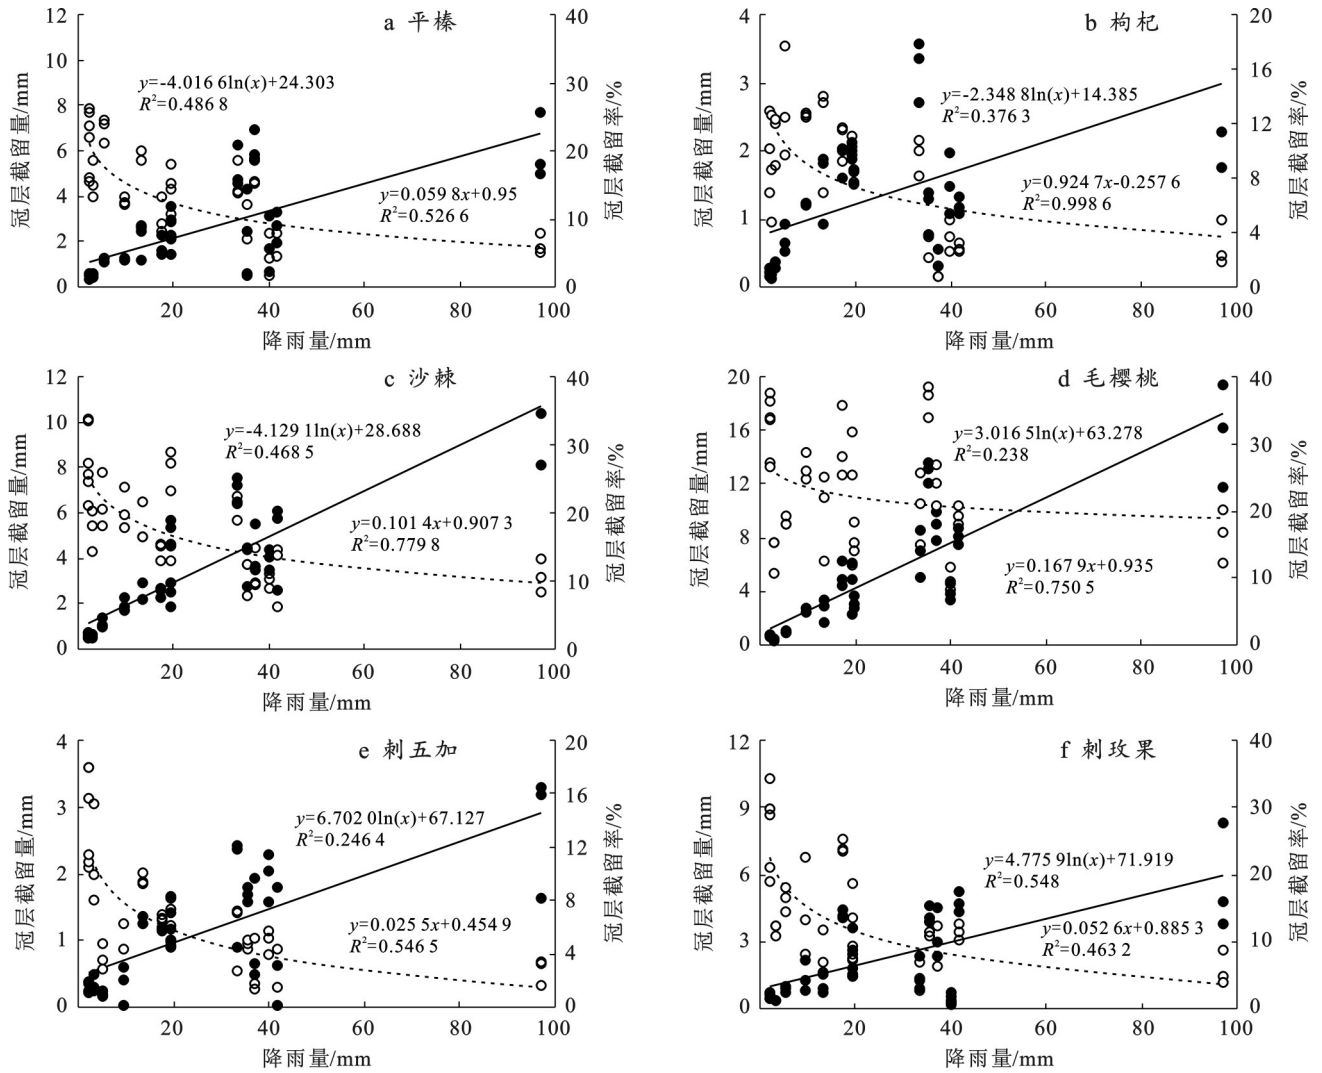 a 平榛
冠层截留量/mm
冠层截留率/%
12
10
8
6
4
2
0
40
30
20
10
0
y=-4.016 6ln(x)+24.303
R²=0.486 8
y=0.059 8x+0.95
R²=0.526 6
20
40
60
80
100
降雨量/mm
b 枸杞
冠层截留量/mm
冠层截留率/%
4
3
2
1
0
20
16
12
8
4
0
y=-2.348 8ln(x)+14.385
R²=0.376 3
y=0.924 7x-0.257 6
R²=0.998 6
20
40
60
80
100
降雨量/mm
c 沙棘
冠层截留量/mm
冠层截留率/%
12
10
8
6
4
2
0
40
30
20
10
0
y=-4.129 1ln(x)+28.688
R²=0.468 5
y=0.101 4x+0.907 3
R²=0.779 8
20
40
60
80
100
降雨量/mm
d 毛樱桃
冠层截留量/mm
冠层截留率/%
20
16
12
8
4
0
40
30
20
10
0
y=3.016 5ln(x)+63.278
R²=0.238
y=0.167 9x+0.935
R²=0.750 5
20
40
60
80
100
降雨量/mm
e 刺五加
冠层截留量/mm
冠层截留率/%
4
3
2
1
0
20
16
12
8
4
0
y=6.702 0ln(x)+67.127
R²=0.246 4
y=0.025 5x+0.454 9
R²=0.546 5
20
40
60
80
100
降雨量/mm
f 刺玫果
冠层截留量/mm
冠层截留率/%
12
9
6
3
0
40
30
20
10
0
y=4.775 9ln(x)+71.919
R²=0.548
y=0.052 6x+0.885 3
R²=0.463 2
20
40
60
80
100
降雨量/mm